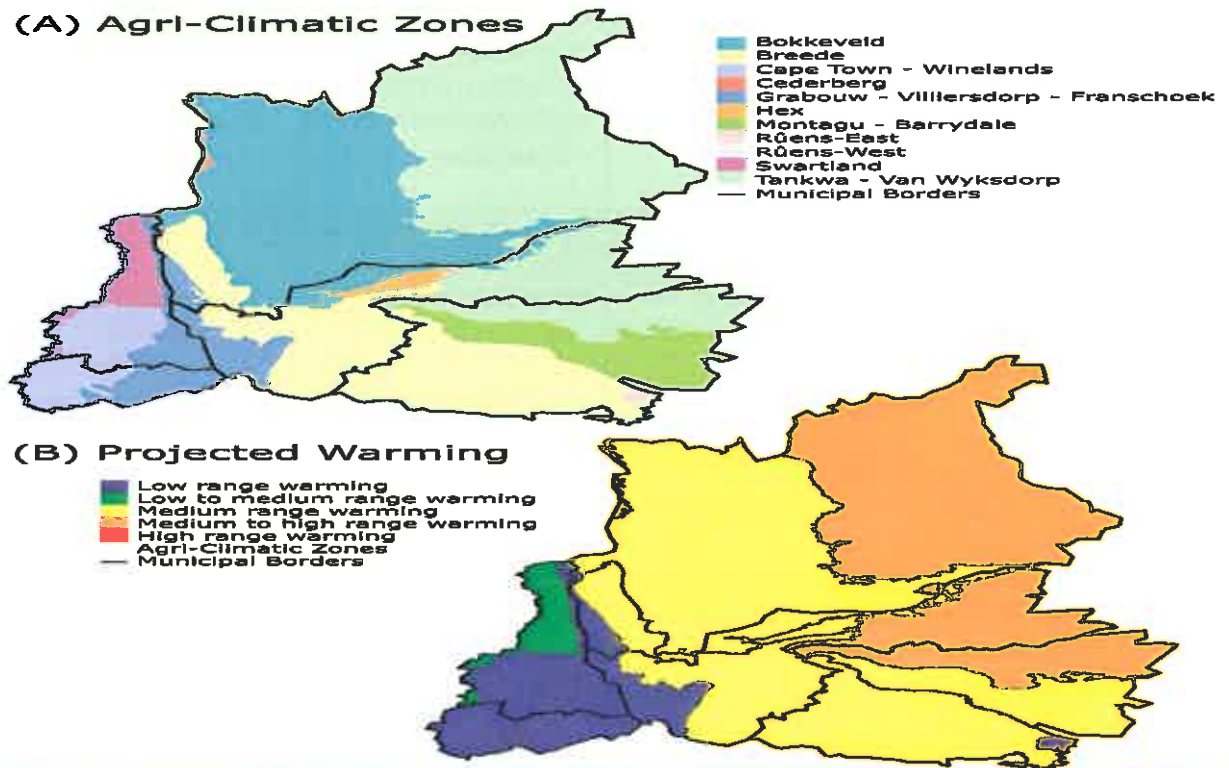 (A) Agri-Climatic Zones
Bokkeveld
Breede
Cape Town - Winelands
Cederberg
Grabouw - Villiersdorp - Franschoek
Hex
Montagu - Barrydale
Rûens-East
Rûens-West
Swartland
Tankwa - Van Wyksdorp
Municipal Borders
(B) Projected Warming
Low range warming
Low to medium range warming
Medium range warming
Medium to high range warming
High range warming
Agri-Climatic Zones
Municipal Borders